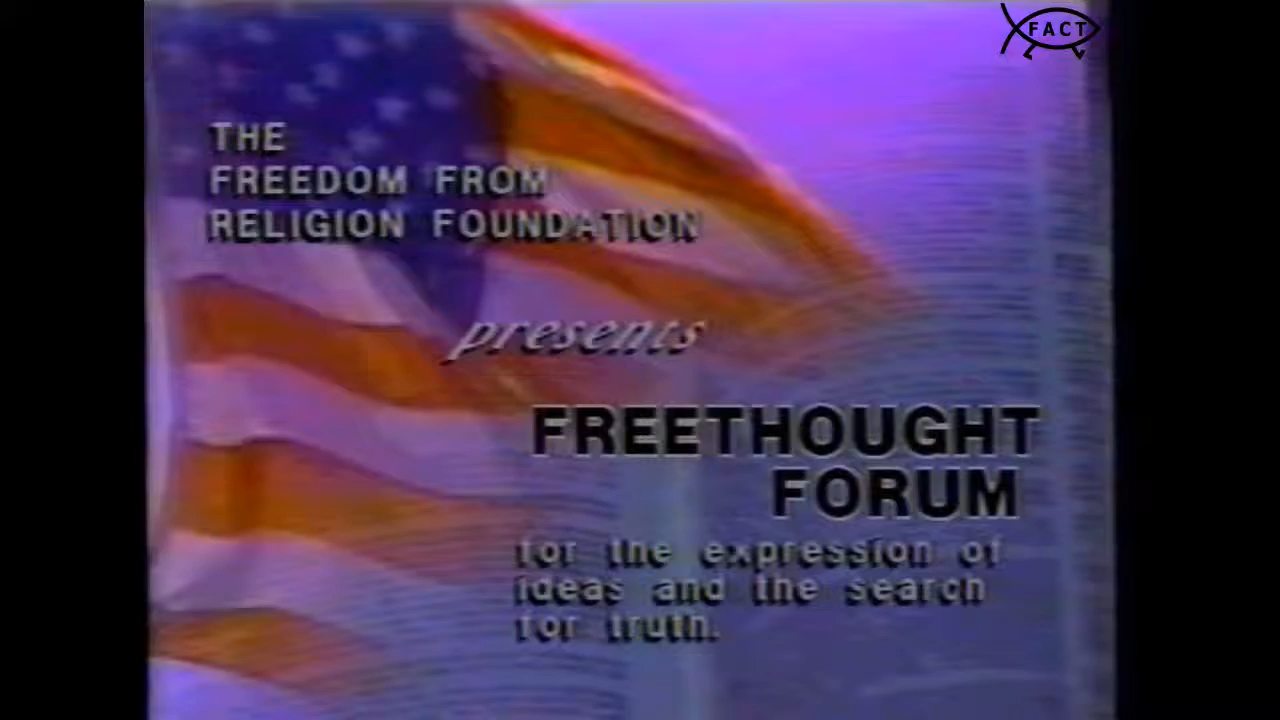 FACT
THE
FREEDOM FROM
RELIGION FOUNDATION
presents
FREETHOUGHT
FORUM
for the expression of
ideas and the search
for truth.